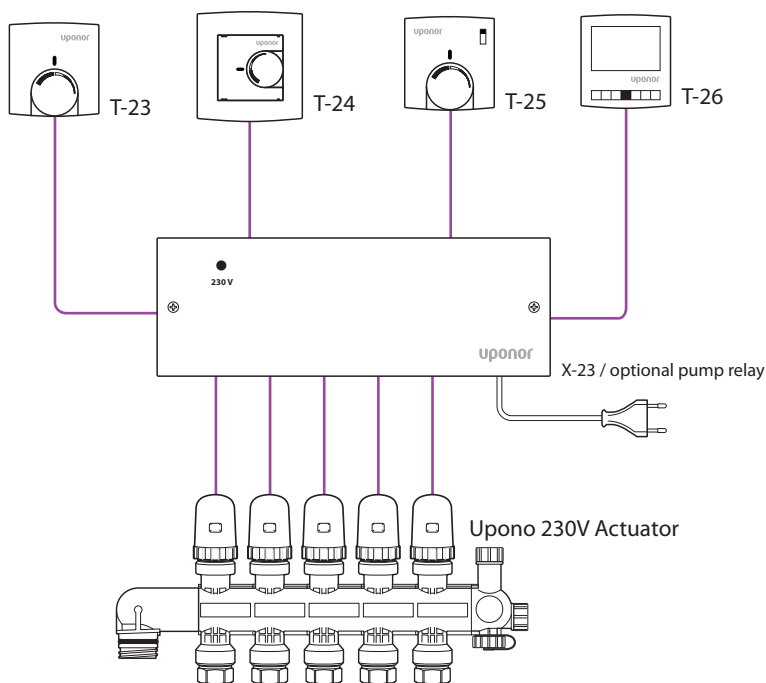 uponor
T-23
uponor
T-24
uponor
T-25
uponor
T-26
230 V
uponor
X-23 / optional pump relay
Upono 230V Actuator